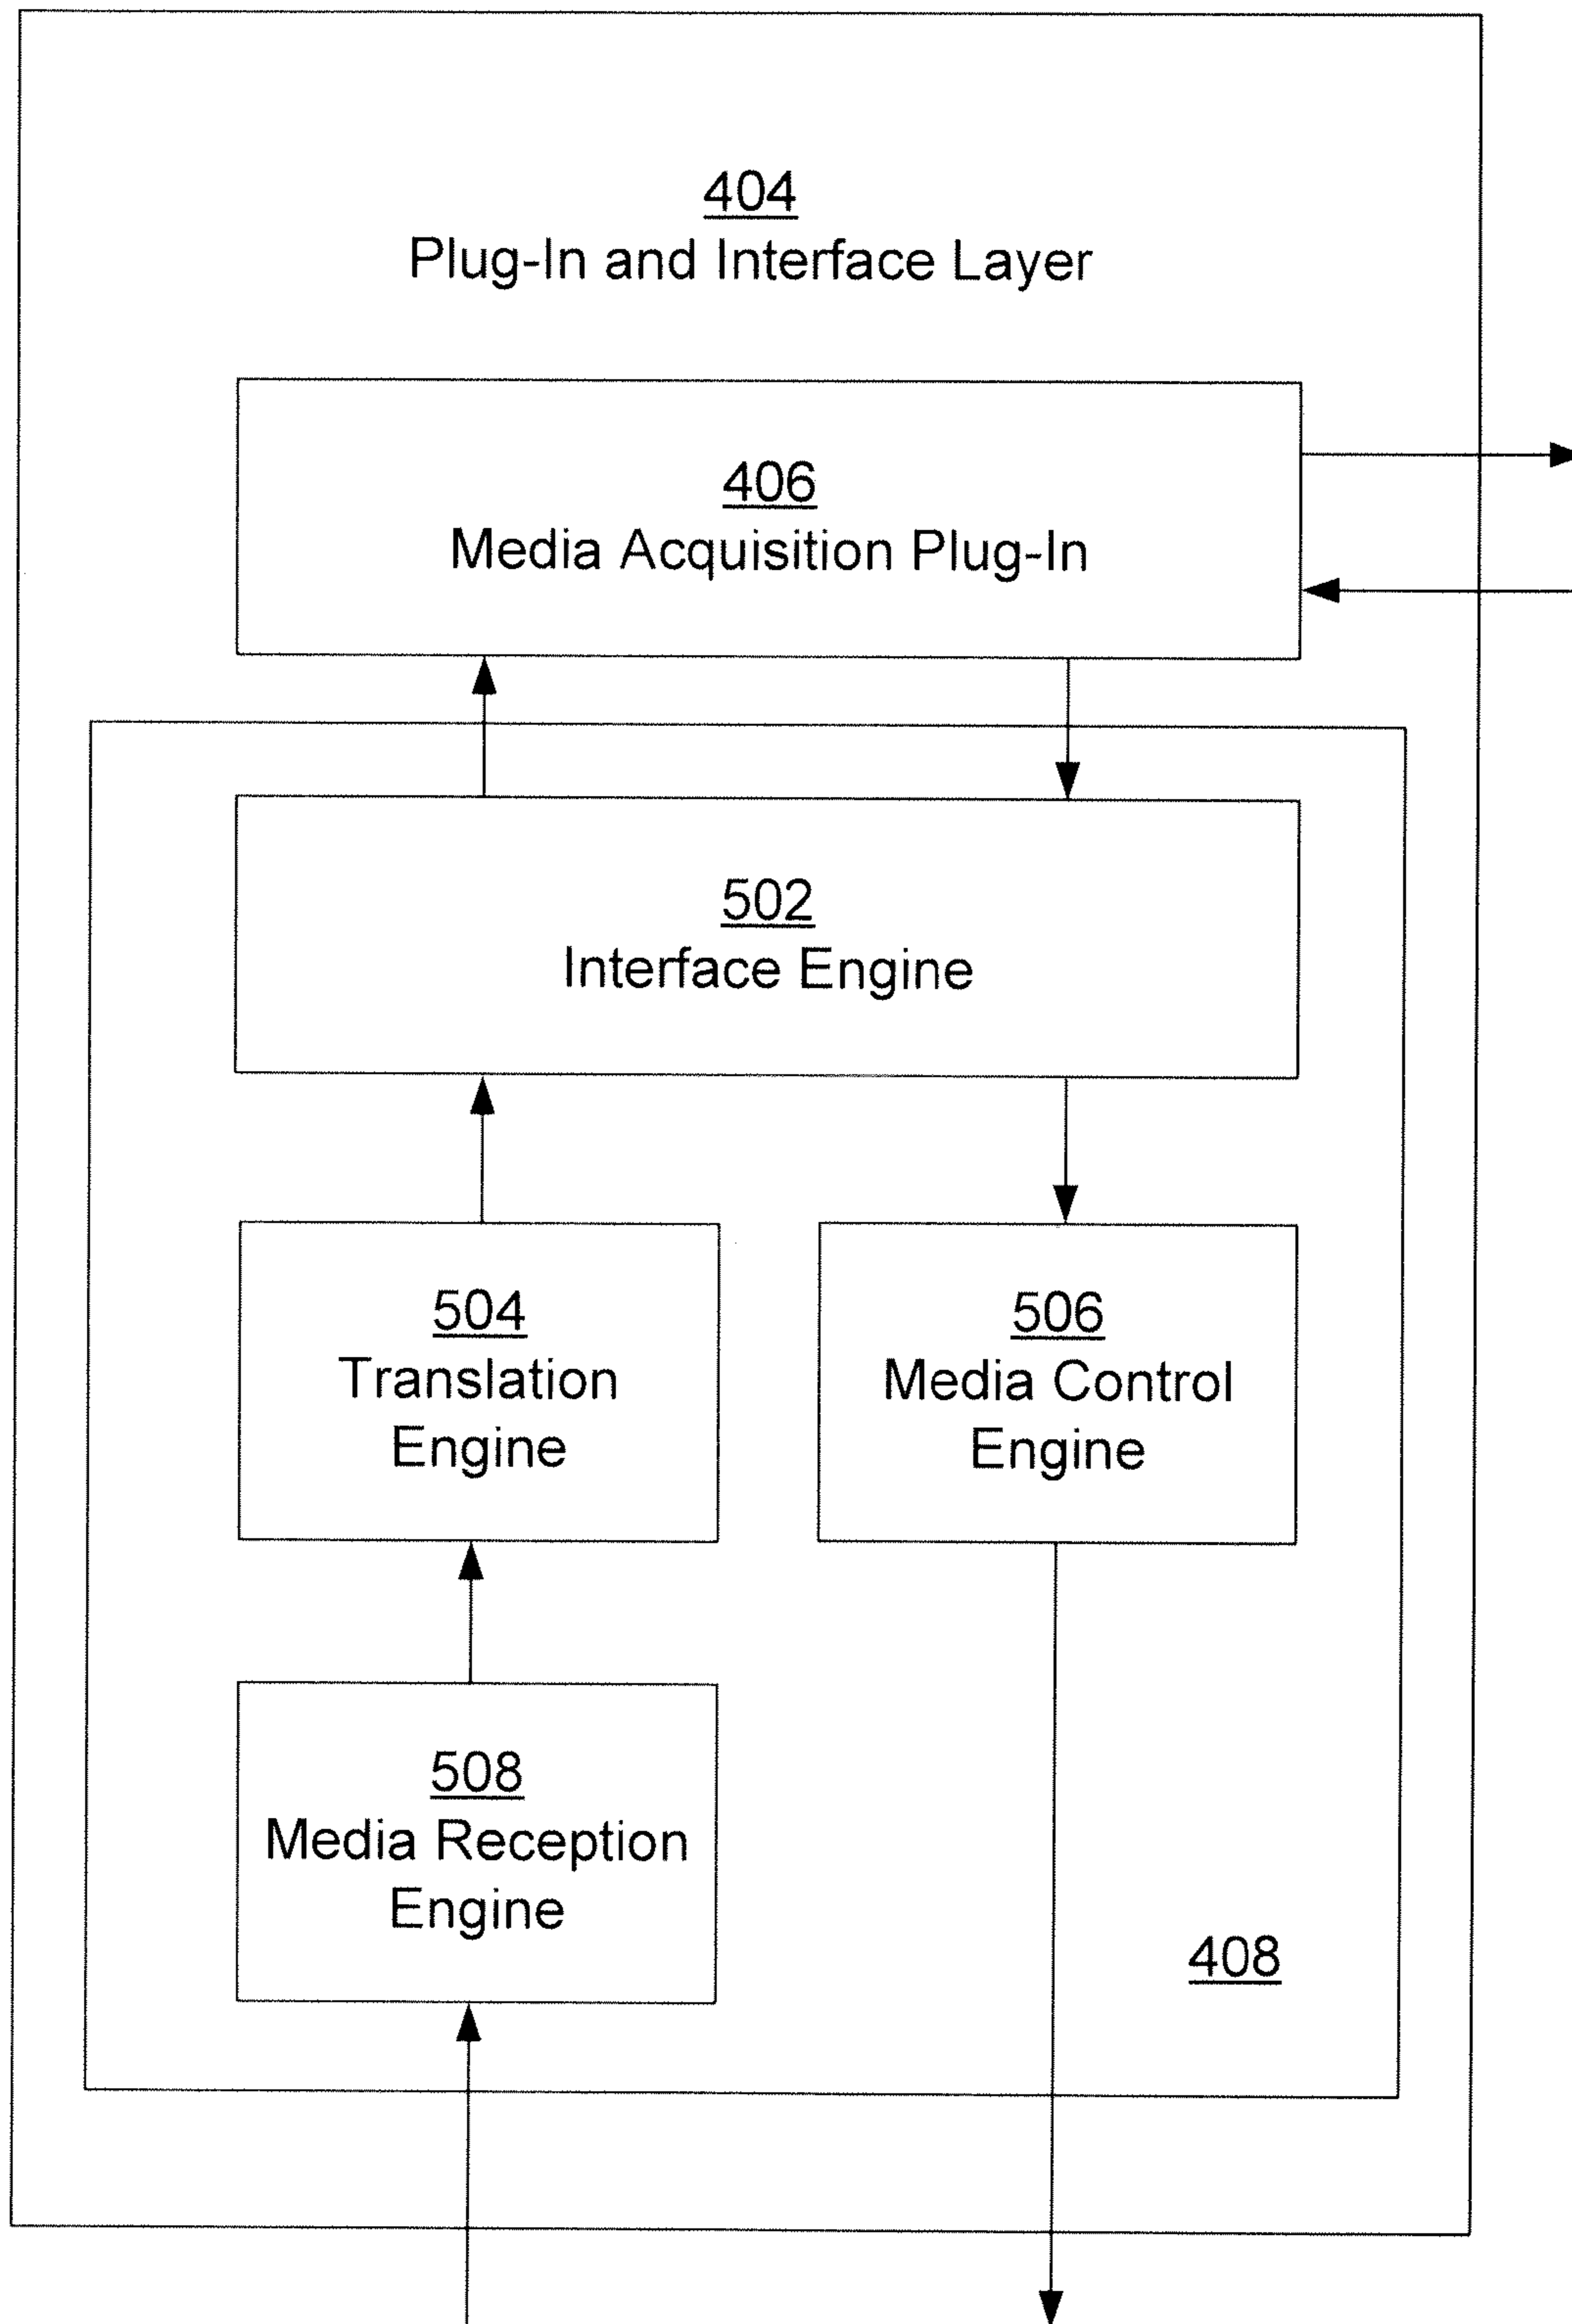 404
Plug-In and Interface Layer
406
Media Acquisition Plug-In
502
Interface Engine
504
Translation
Engine
506
Media Control
Engine
508
Media Reception
Engine
408